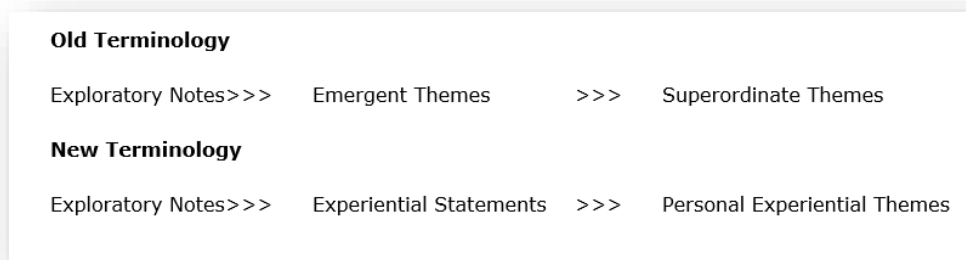 Old Terminology
Exploratory Notes>>> Emergent Themes >>> Superordinate Themes
New Terminology
Exploratory Notes>>> Experiential Statements >>> Personal Experiential Themes